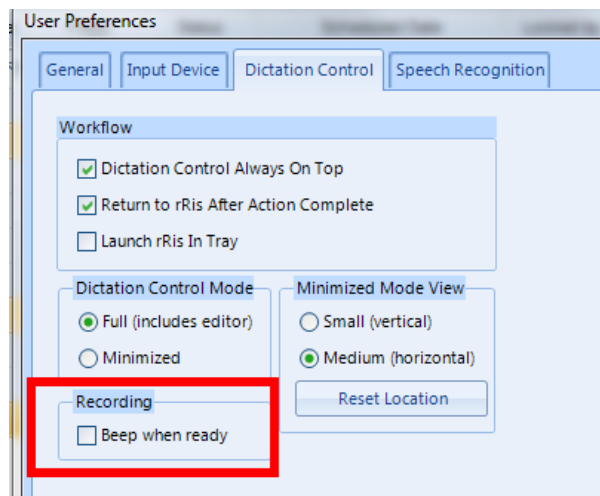 User Preferences
General Input Device Dictation Control Speech Recognition
Workflow
Dictation Control Always On Top
Return to rRis After Action Complete
Launch rRis In Tray
Dictation Control Mode
Full (includes editor)
Minimized
Minimized Mode View
Small (vertical)
Medium (horizontal)
Reset Location
Recording
Beep when ready